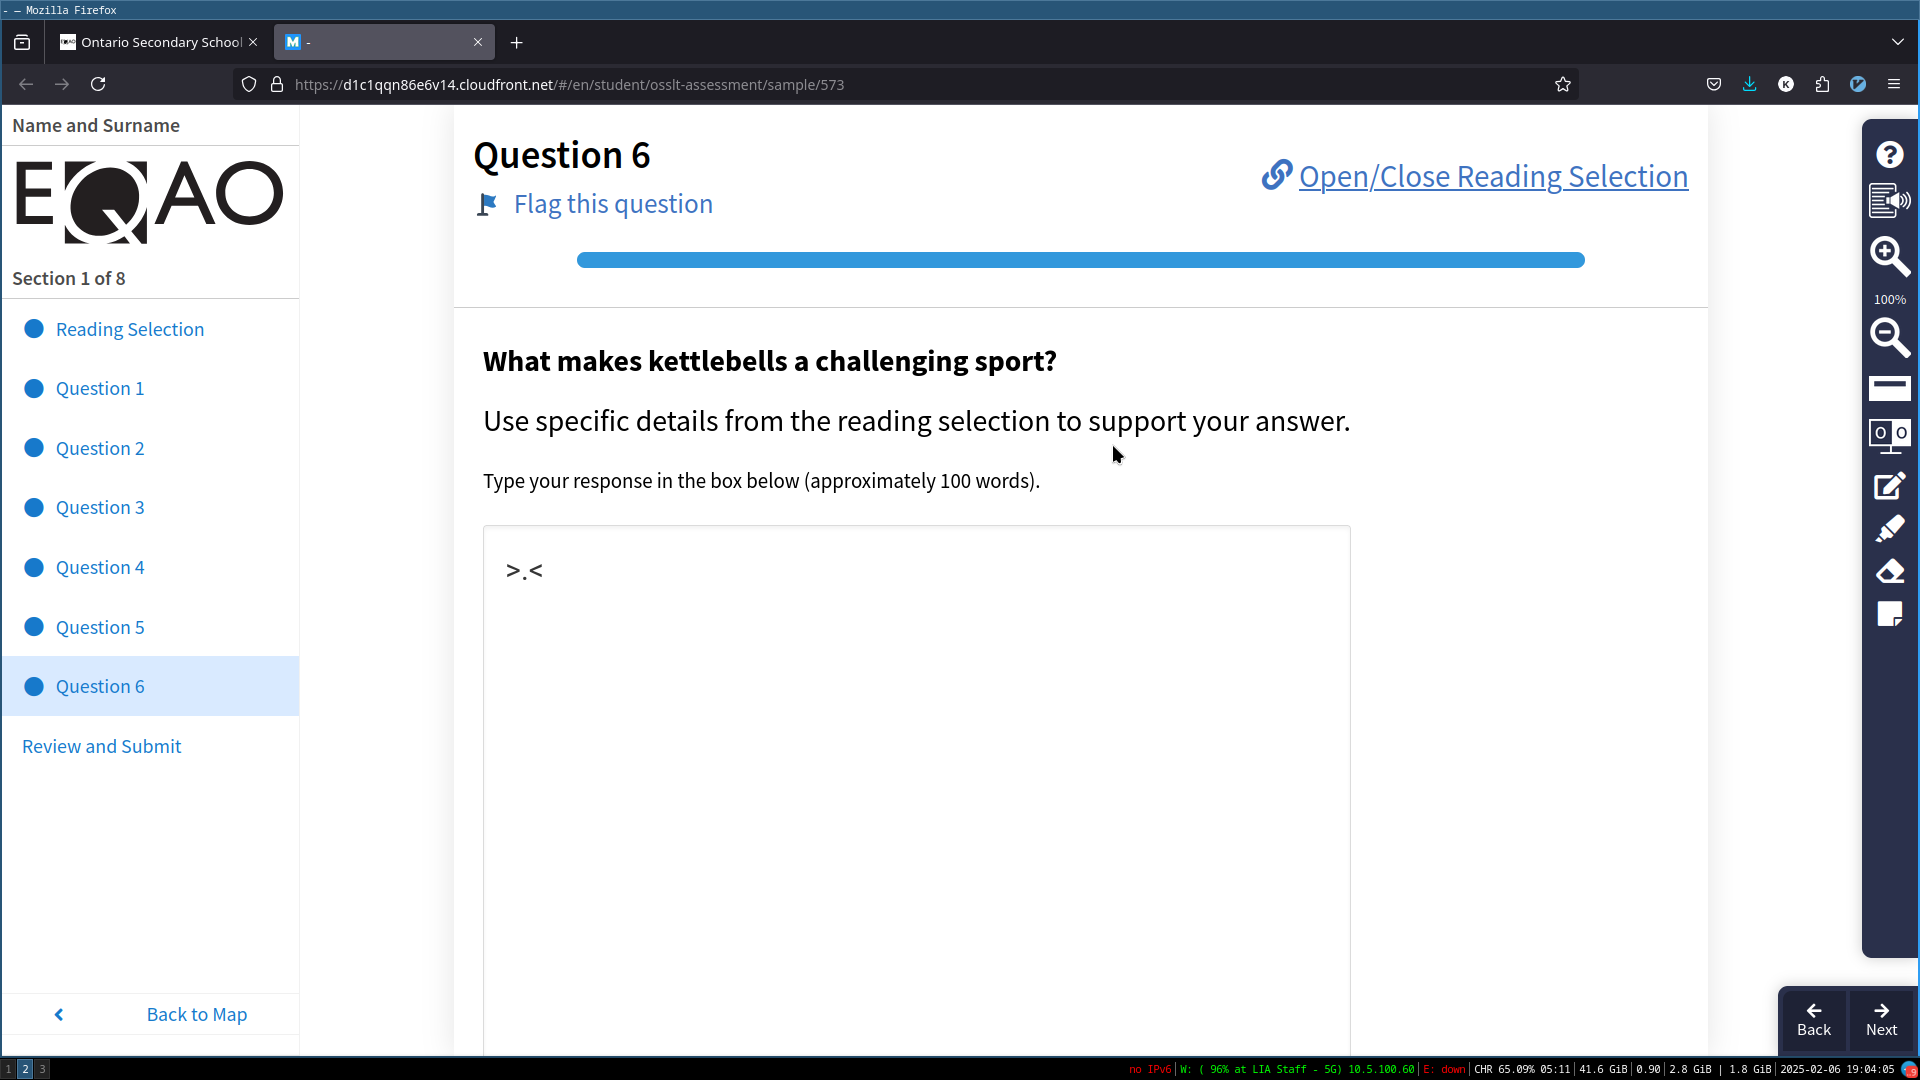 - — Mozilla Firefox
Ontario Secondary School
-
https://d1c1qqn86e6v14.cloudfront.net/#/en/student/osslt-assessment/sample/573
Name and Surname
EQAO
Section 1 of 8
Reading Selection
Question 1
Question 2
Question 3
Question 4
Question 5
Question 6
Review and Submit
Back to Map
Question 6
Flag this question
Open/Close Reading Selection
What makes kettlebells a challenging sport?
Use specific details from the reading selection to support your answer.
Type your response in the box below (approximately 100 words).
>.<
100%
Back
Next
1 2 3
no IPv6 | W: ( 96% at LIA Staff - 5G) 10.5.100.60 | E: down | CHR 65.09% 05:11 | 41.6 GiB | 0.90 | 2.8 GiB | 1.8 GiB | 2025-02-06 19:04:05